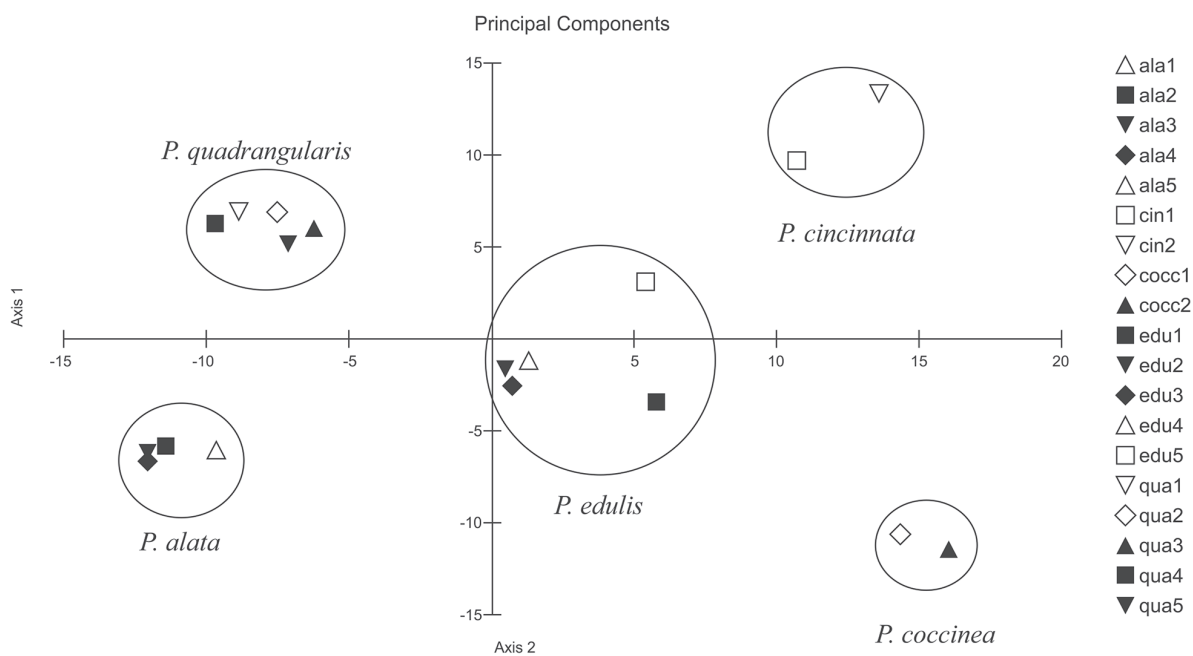 Principal Components
15
10
5
-5
-10
-15
-15
-10
-5
5
10
15
20
Axis 1
Axis 2
P. quadrangularis
P. cincinnata
P. edulis
P. alata
P. coccinea
ala1
ala2
ala3
ala4
ala5
cin1
cin2
cocc1
cocc2
edu1
edu2
edu3
edu4
edu5
qua1
qua2
qua3
qua4
qua5